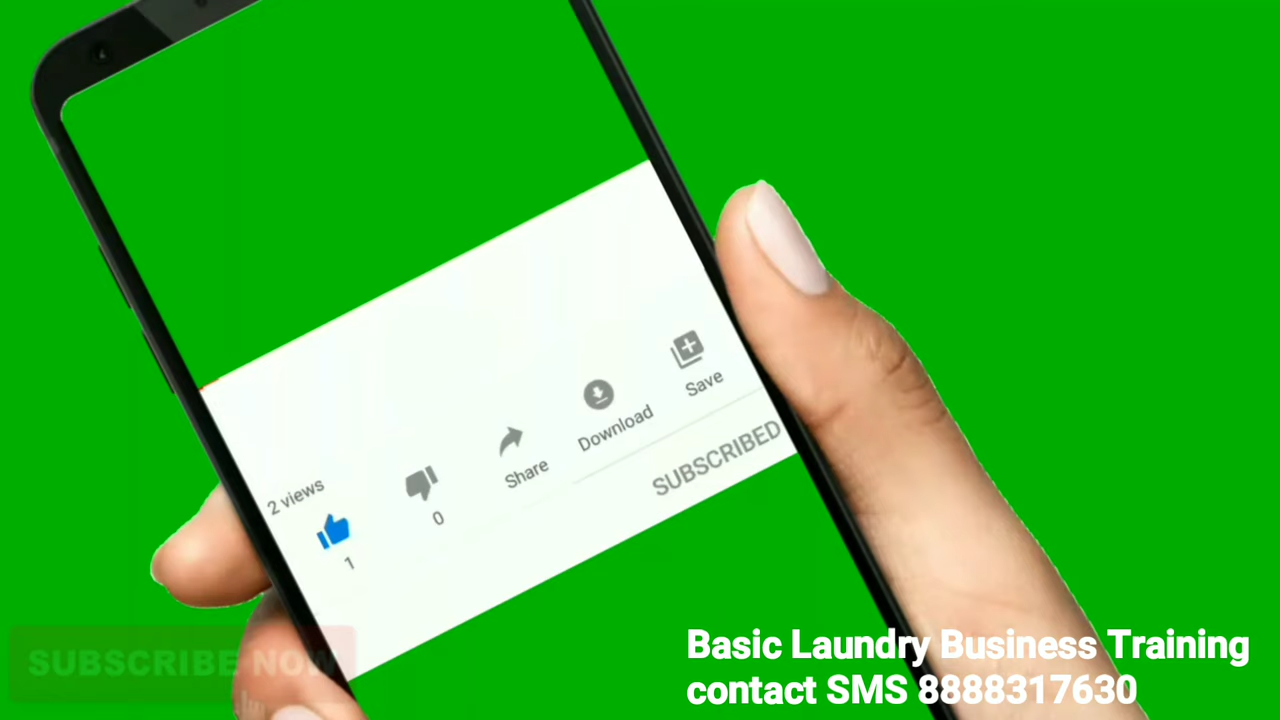 2 views
1
0
Share
Download
Save
SUBSCRIBED
SUBSCRIBE NOW
Basic Laundry Business Training
contact SMS 8888317630